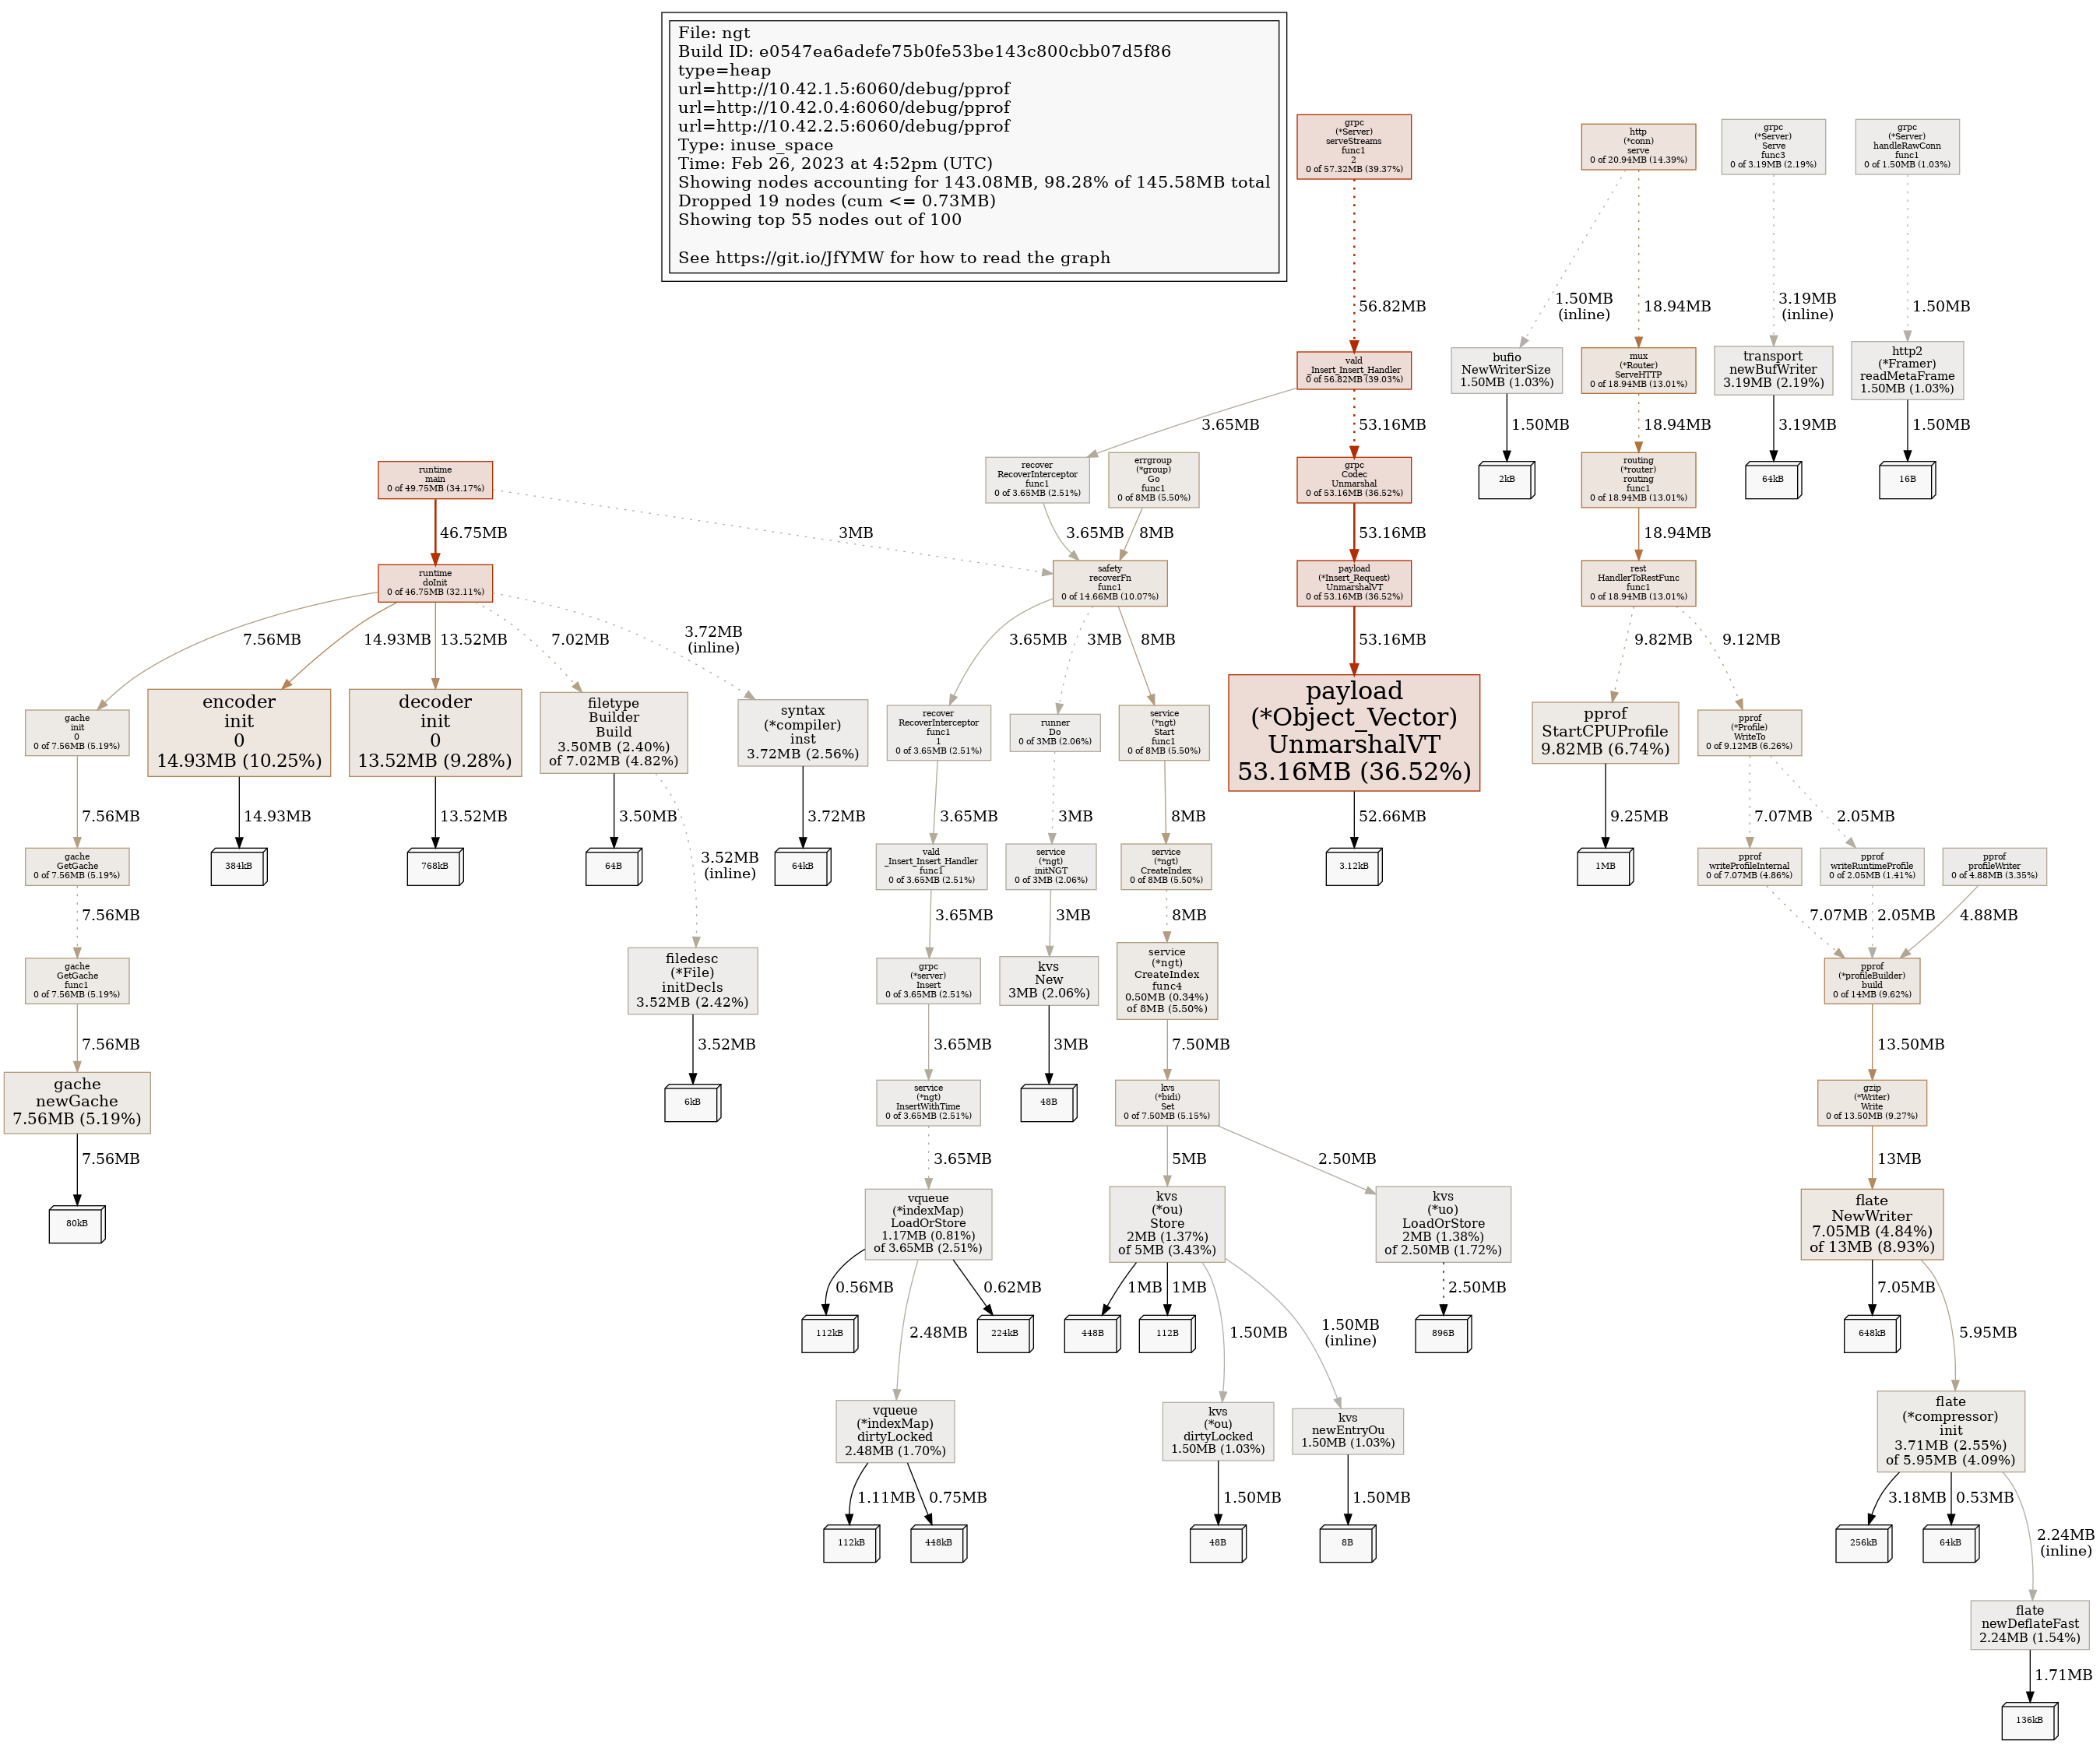 File: ngt
Build ID: e0547ea6adefe75b0fe53be143c800cbb07d5f86
type=heap
url=http://10.42.1.5:6060/debug/pprof
url=http://10.42.0.4:6060/debug/pprof
url=http://10.42.2.5:6060/debug/pprof
Type: inuse_space
Time: Feb 26, 2023 at 4:52pm (UTC)
Showing nodes accounting for 143.08MB, 98.28% of 145.58MB total
Dropped 19 nodes (cum <= 0.73MB)
Showing top 55 nodes out of 100
See https://git.io/JfYMW for how to read the graph
grpc
(*Server)
serveStreams
func1
2
0 of 57.32MB (39.37%)
http
(*conn)
serve
0 of 20.94MB (14.39%)
grpc
(*Server)
Serve
func3
0 of 3.19MB (2.19%)
grpc
(*Server)
handleRawConn
func1
0 of 1.50MB (1.03%)
56.82MB
1.50MB
(inline)
18.94MB
3.19MB
(inline)
1.50MB
vald
_Insert_Insert_Handler
0 of 56.82MB (39.03%)
bufio
NewWriterSize
1.50MB (1.03%)
mux
(*Router)
ServeHTTP
0 of 18.94MB (13.01%)
transport
newBufWriter
3.19MB (2.19%)
http2
(*Framer)
readMetaFrame
1.50MB (1.03%)
3.65MB
53.16MB
1.50MB
18.94MB
3.19MB
1.50MB
runtime
main
0 of 49.75MB (34.17%)
recover
RecoverInterceptor
func1
0 of 3.65MB (2.51%)
errgroup
(*group)
Go
func1
0 of 8MB (5.50%)
grpc
Codec
Unmarshal
0 of 53.16MB (36.52%)
2kB
routing
(*router)
routing
func1
0 of 18.94MB (13.01%)
64kB
16B
46.75MB
3MB
3.65MB
8MB
53.16MB
18.94MB
runtime
doInit
0 of 46.75MB (32.11%)
safety
recoverFn
func1
0 of 14.66MB (10.07%)
payload
(*Insert_Request)
UnmarshalVT
0 of 53.16MB (36.52%)
rest
HandlerToRestFunc
func1
0 of 18.94MB (13.01%)
7.56MB
14.93MB
13.52MB
7.02MB
3.72MB
(inline)
3.65MB
3MB
8MB
53.16MB
9.82MB
9.12MB
gache
init
0
0 of 7.56MB (5.19%)
encoder
init
0
14.93MB (10.25%)
decoder
init
0
13.52MB (9.28%)
filetype
Builder
Build
3.50MB (2.40%)
of 7.02MB (4.82%)
syntax
(*compiler)
inst
3.72MB (2.56%)
recover
RecoverInterceptor
func1
1
0 of 3.65MB (2.51%)
runner
Do
0 of 3MB (2.06%)
service
(*ngt)
Start
func1
0 of 8MB (5.50%)
payload
(*Object_Vector)
UnmarshalVT
53.16MB (36.52%)
pprof
StartCPUProfile
9.82MB (6.74%)
pprof
(*Profile)
WriteTo
0 of 9.12MB (6.26%)
7.56MB
14.93MB
13.52MB
3.50MB
3.52MB
(inline)
3.72MB
3.65MB
3MB
8MB
52.66MB
9.25MB
7.07MB
2.05MB
gache
GetGache
0 of 7.56MB (5.19%)
384kB
768kB
64B
64kB
vald
_Insert_Insert_Handler
func1
0 of 3.65MB (2.51%)
service
(*ngt)
initNGT
0 of 3MB (2.06%)
service
(*ngt)
CreateIndex
0 of 8MB (5.50%)
3.12kB
1MB
pprof
writeProfileInternal
0 of 7.07MB (4.86%)
pprof
writeRuntimeProfile
0 of 2.05MB (1.41%)
pprof
profileWriter
0 of 4.88MB (3.35%)
7.56MB
3.65MB
3MB
8MB
7.07MB
2.05MB
4.88MB
gache
GetGache
func1
0 of 7.56MB (5.19%)
filedesc
(*File)
initDecls
3.52MB (2.42%)
grpc
(*server)
Insert
0 of 3.65MB (2.51%)
kvs
New
3MB (2.06%)
service
(*ngt)
CreateIndex
func4
0.50MB (0.34%)
of 8MB (5.50%)
pprof
(*profileBuilder)
build
0 of 14MB (9.62%)
7.56MB
3.52MB
3.65MB
3MB
7.50MB
13.50MB
gache
newGache
7.56MB (5.19%)
6kB
service
(*ngt)
InsertWithTime
0 of 3.65MB (2.51%)
48B
kvs
(*bidi)
Set
0 of 7.50MB (5.15%)
gzip
(*Writer)
Write
0 of 13.50MB (9.27%)
7.56MB
3.65MB
5MB
2.50MB
13MB
80kB
vqueue
(*indexMap)
LoadOrStore
1.17MB (0.81%)
of 3.65MB (2.51%)
kvs
(*ou)
Store
2MB (1.37%)
of 5MB (3.43%)
kvs
(*uo)
LoadOrStore
2MB (1.38%)
of 2.50MB (1.72%)
flate
NewWriter
7.05MB (4.84%)
of 13MB (8.93%)
0.56MB
2.48MB
0.62MB
1MB
1MB
1.50MB
1.50MB
(inline)
2.50MB
7.05MB
5.95MB
112kB
224kB
448B
112B
896B
648kB
vqueue
(*indexMap)
dirtyLocked
2.48MB (1.70%)
kvs
(*ou)
dirtyLocked
1.50MB (1.03%)
kvs
newEntryOu
1.50MB (1.03%)
flate
(*compressor)
init
3.71MB (2.55%)
of 5.95MB (4.09%)
1.11MB
0.75MB
1.50MB
1.50MB
3.18MB
0.53MB
2.24MB
(inline)
112kB
448kB
48B
8B
256kB
64kB
flate
newDeflateFast
2.24MB (1.54%)
1.71MB
136kB